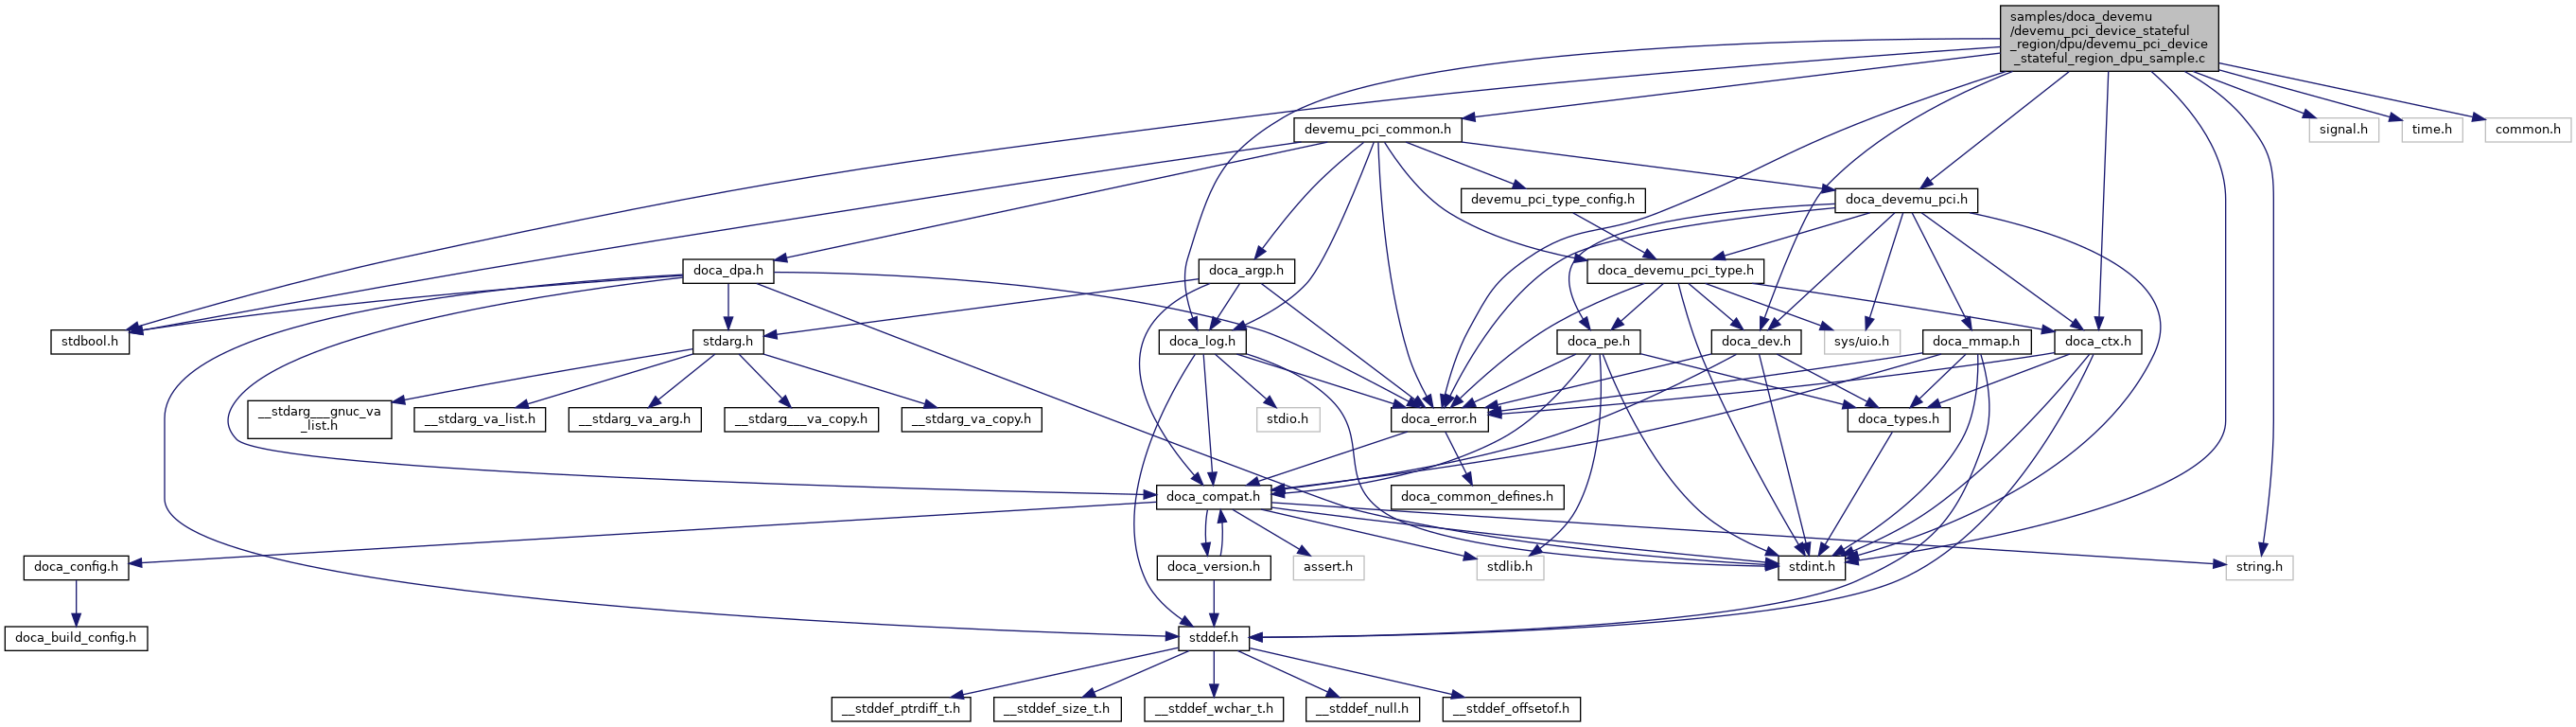 samples/doca_devemu
/devemu_pci_device_stateful
_region/dpu/devemu_pci_device
_stateful_region_dpu_sample.c
devemu_pci_common.h
signal.h
time.h
common.h
devemu_pci_type_config.h
doca_devemu_pci.h
doca_dpa.h
doca_argp.h
doca_devemu_pci_type.h
stdbool.h
stdarg.h
doca_log.h
doca_pe.h
doca_dev.h
sys/uio.h
doca_mmap.h
doca_ctx.h
__stdarg___gnuc_va
_list.h
__stdarg_va_list.h
__stdarg_va_arg.h
__stdarg___va_copy.h
__stdarg_va_copy.h
stdio.h
doca_error.h
doca_types.h
doca_compat.h
doca_common_defines.h
doca_config.h
doca_version.h
assert.h
stdlib.h
stdint.h
string.h
doca_build_config.h
stddef.h
__stddef_ptrdiff_t.h
__stddef_size_t.h
__stddef_wchar_t.h
__stddef_null.h
__stddef_offsetof.h